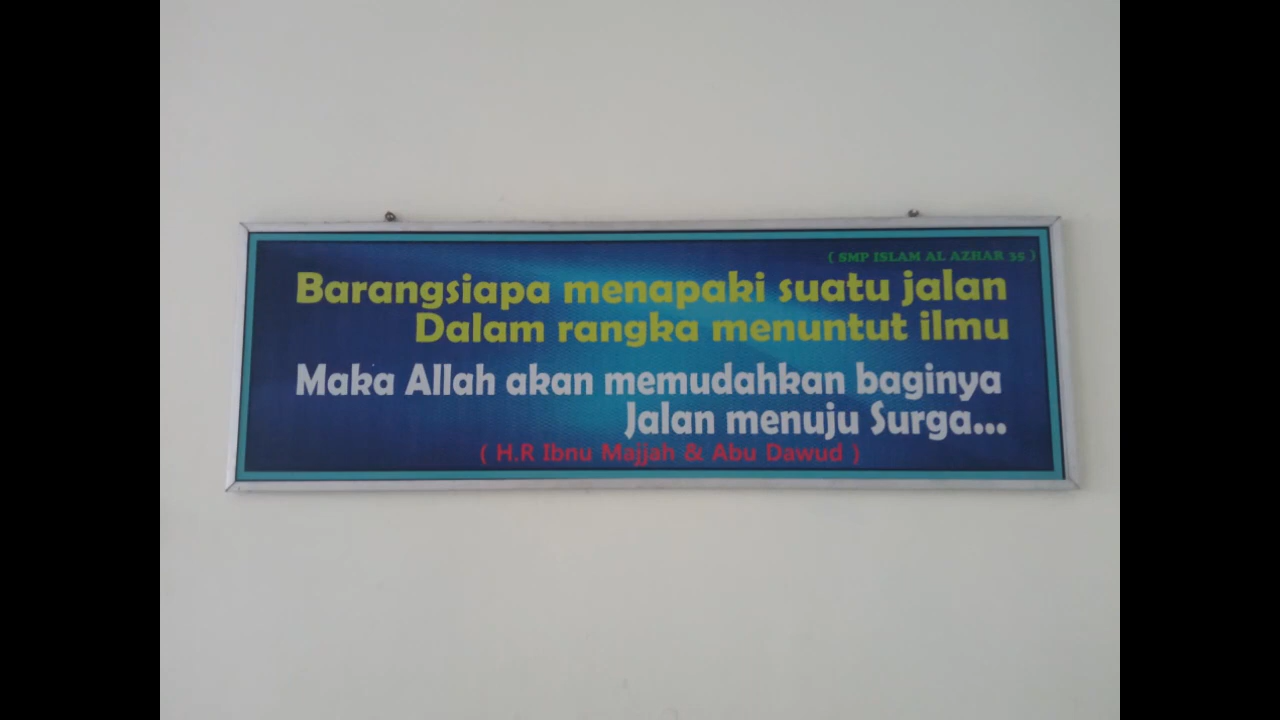 ( SMP ISLAM AL AZHAR 35 )
Barangsiapa menapaki suatu jalan
Dalam rangka menuntut ilmu
Maka Allah akan memudahkan baginya
Jalan menuju Surga...
( H.R Ibnu Majjah & Abu Dawud )